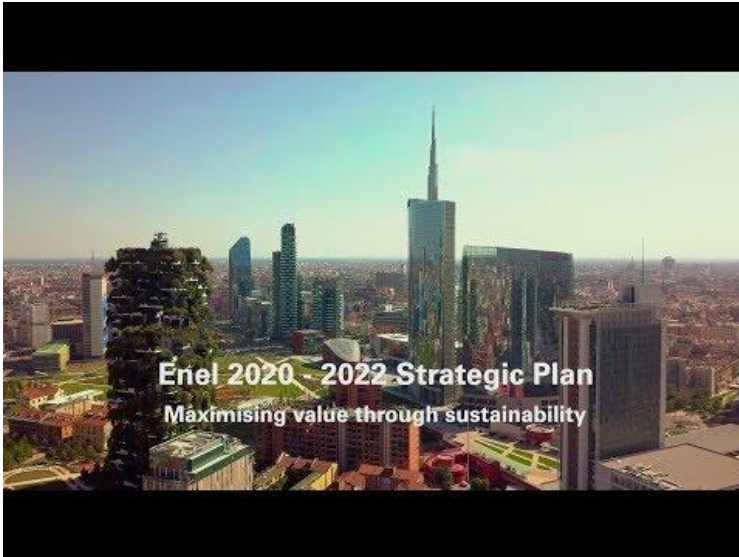 Enel 2020 - 2022 Strategic Plan
Maximising value through sustainability